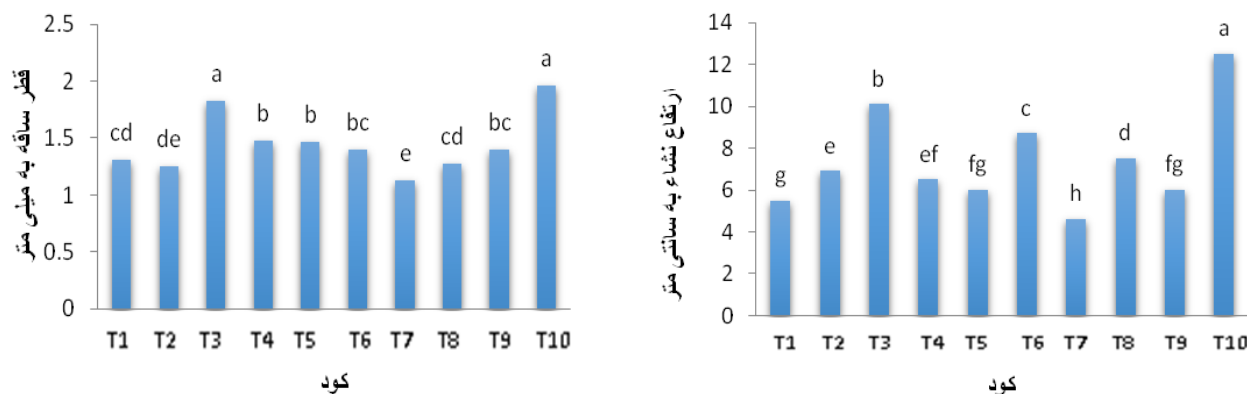 قطر ساقه به میلی متر
2.5
2
1.5
1
0.5
0
cd de a b b bc e cd bc a
T1 T2 T3 T4 T5 T6 T7 T8 T9 T10
کود
ارتفاع نشاء به سانتی متر
14
12
10
8
6
4
2
0
g e b ef fg c h d fg a
T1 T2 T3 T4 T5 T6 T7 T8 T9 T10
کود